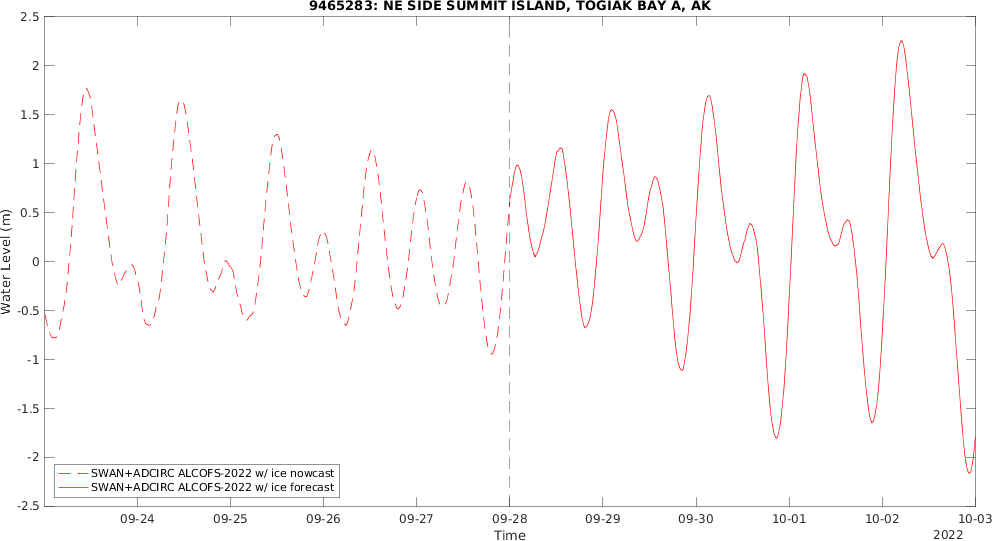 9465283: NE SIDE SUMMIT ISLAND, TOGIAK BAY A, AK
2.5
2
1.5
1
0.5
0
-0.5
-1
-1.5
-2
-2.5
Water Level (m)
SWAN+ADCIRC ALCOFS-2022 w/ ice nowcast
SWAN+ADCIRC ALCOFS-2022 w/ ice forecast
09-24 09-25 09-26 09-27 09-28 09-29 09-30 10-01 10-02 10-03
Time
2022